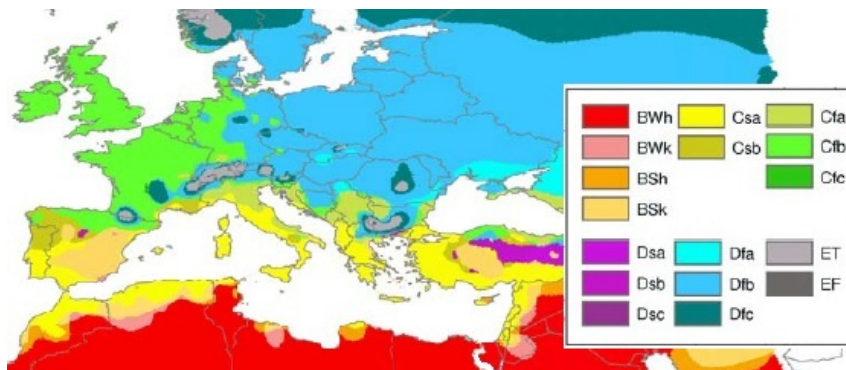 BWh Csa Cfa
BWk Csb Cfb
BSh Cfc
BSk
Dsa Dfa ET
Dsb Dfb EF
Dsc Dfc